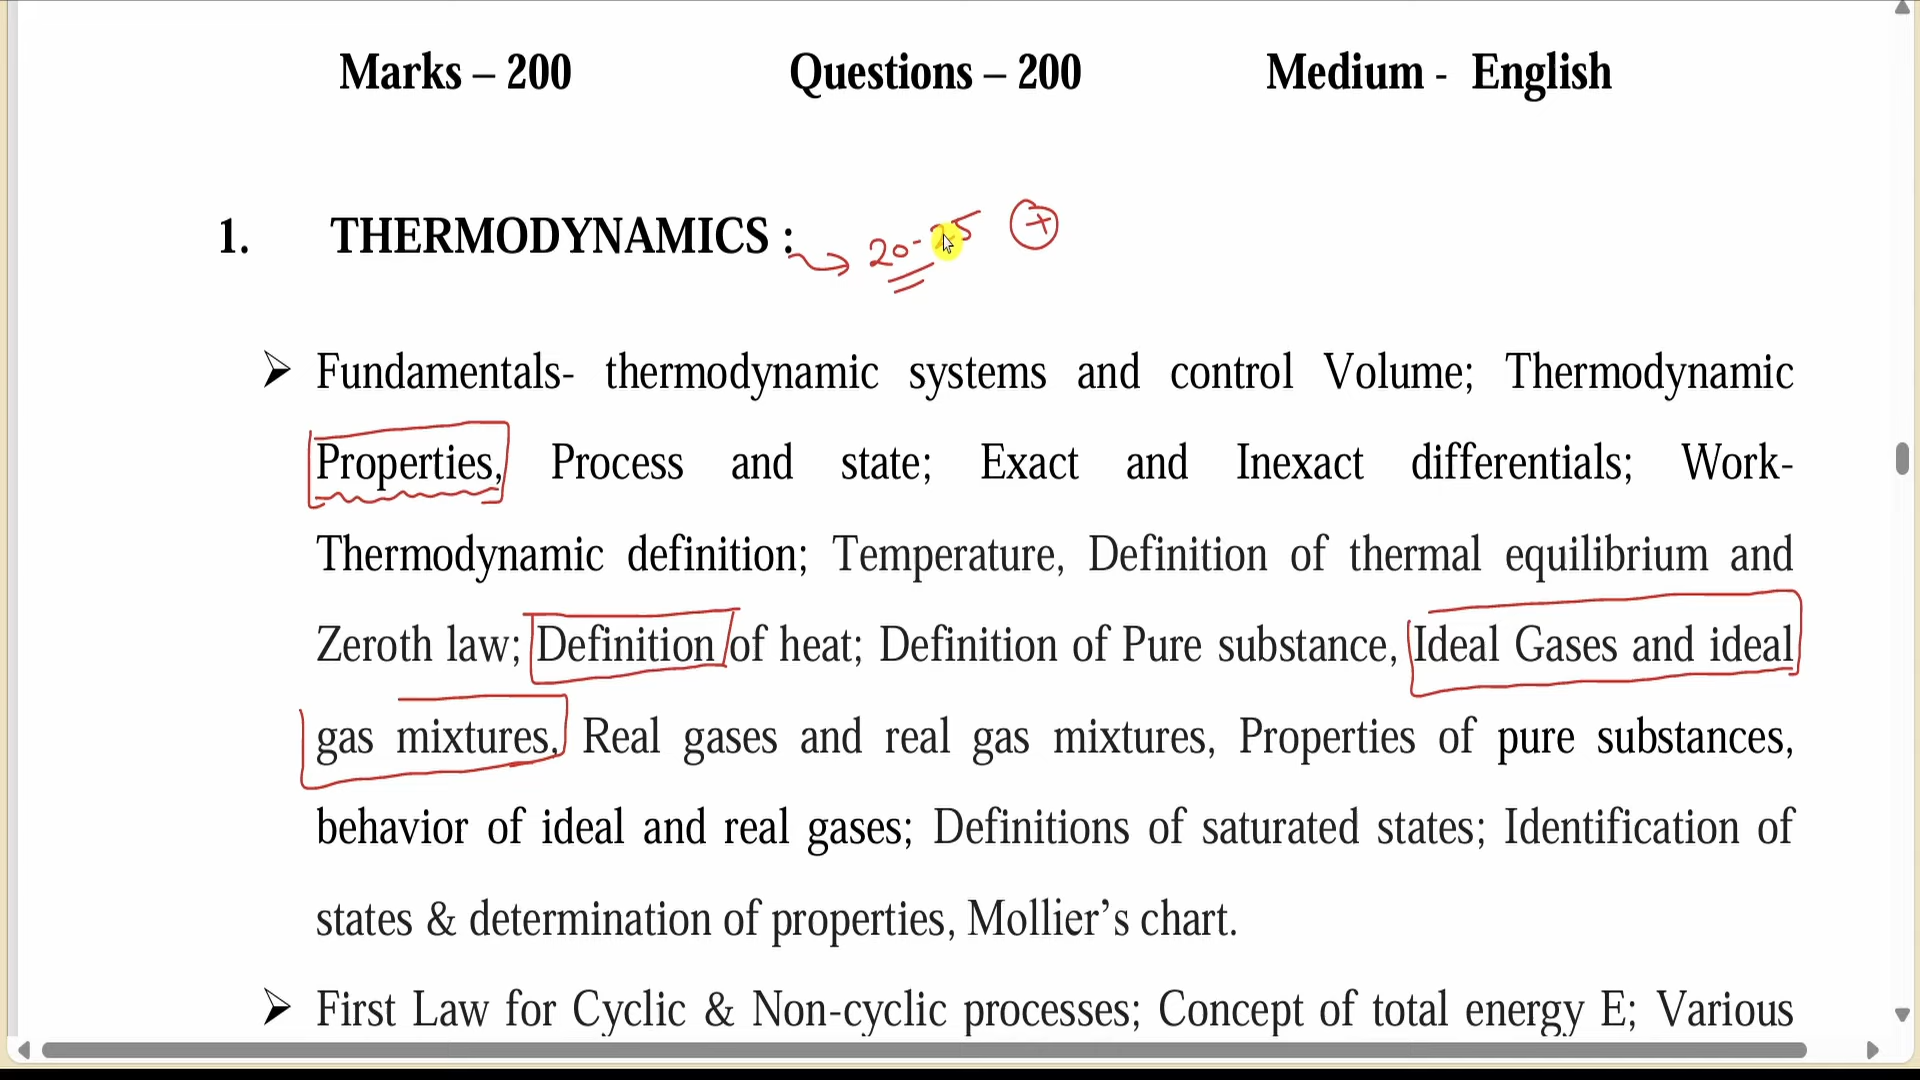 Marks – 200 Questions – 200 Medium - English
1. THERMODYNAMICS : 20-25 +
➢ Fundamentals- thermodynamic systems and control Volume; Thermodynamic
Properties, Process and state; Exact and Inexact differentials; Work-
Thermodynamic definition; Temperature, Definition of thermal equilibrium and
Zeroth law; Definition of heat; Definition of Pure substance, Ideal Gases and ideal
gas mixtures, Real gases and real gas mixtures, Properties of pure substances,
behavior of ideal and real gases; Definitions of saturated states; Identification of
states & determination of properties, Mollier’s chart.
➢ First Law for Cyclic & Non-cyclic processes; Concept of total energy E; Various